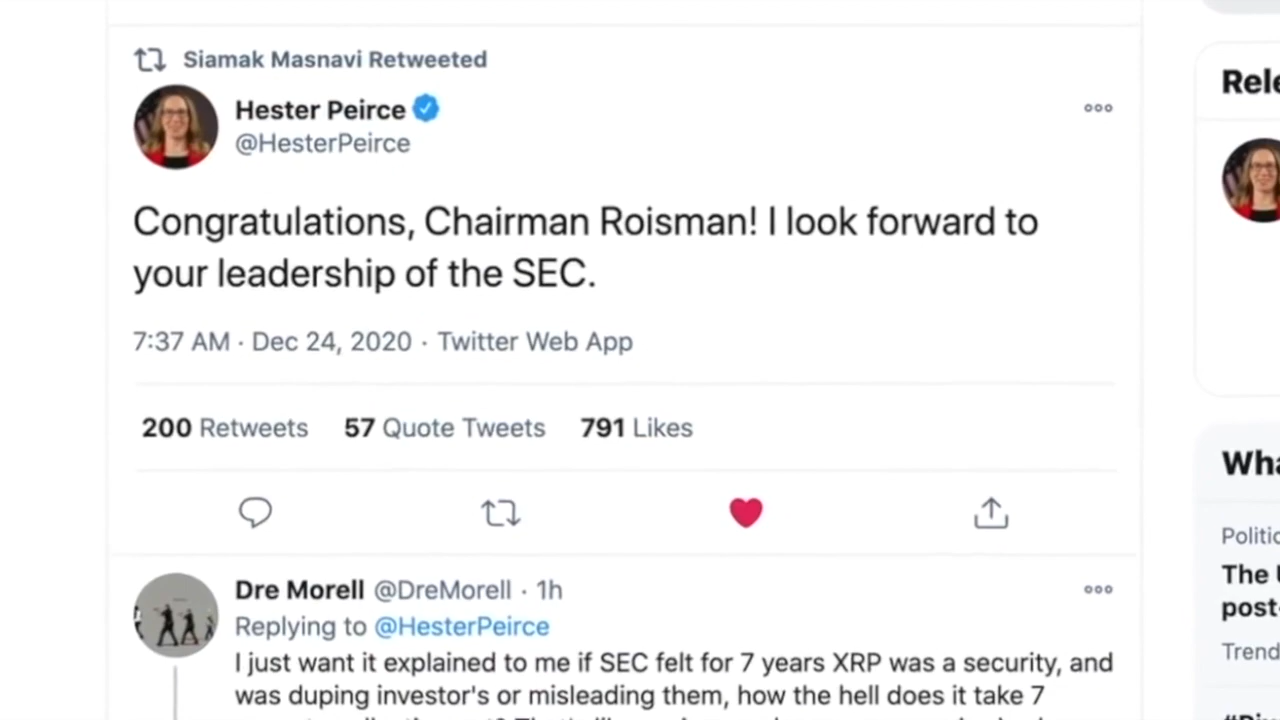 Siamak Masnavi Retweeted
Hester Peirce
@HesterPeirce
Congratulations, Chairman Roisman! I look forward to
your leadership of the SEC.
7:37 AM · Dec 24, 2020 · Twitter Web App
200 Retweets 57 Quote Tweets 791 Likes
Dre Morell @DreMorell · 1h
Replying to @HesterPeirce
I just want it explained to me if SEC felt for 7 years XRP was a security, and
was duping investor's or misleading them, how the hell does it take 7
Rele
Wha
Politic
The U
post-
Trend